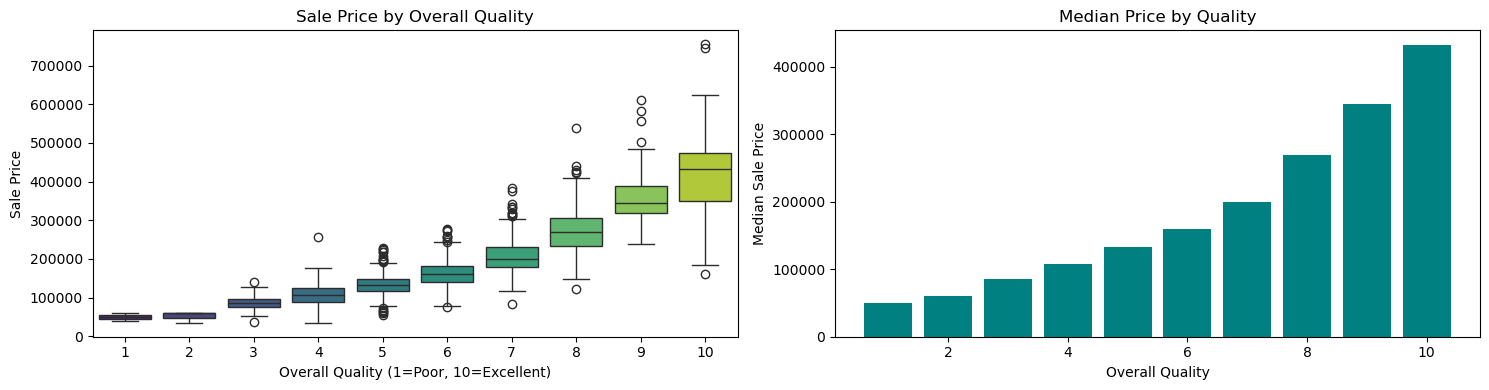 Sale Price by Overall Quality
Sale Price
700000
600000
500000
400000
300000
200000
100000
0
1 2 3 4 5 6 7 8 9 10
Overall Quality (1=Poor, 10=Excellent)
Median Price by Quality
Median Sale Price
400000
300000
200000
100000
0
2 4 6 8 10
Overall Quality